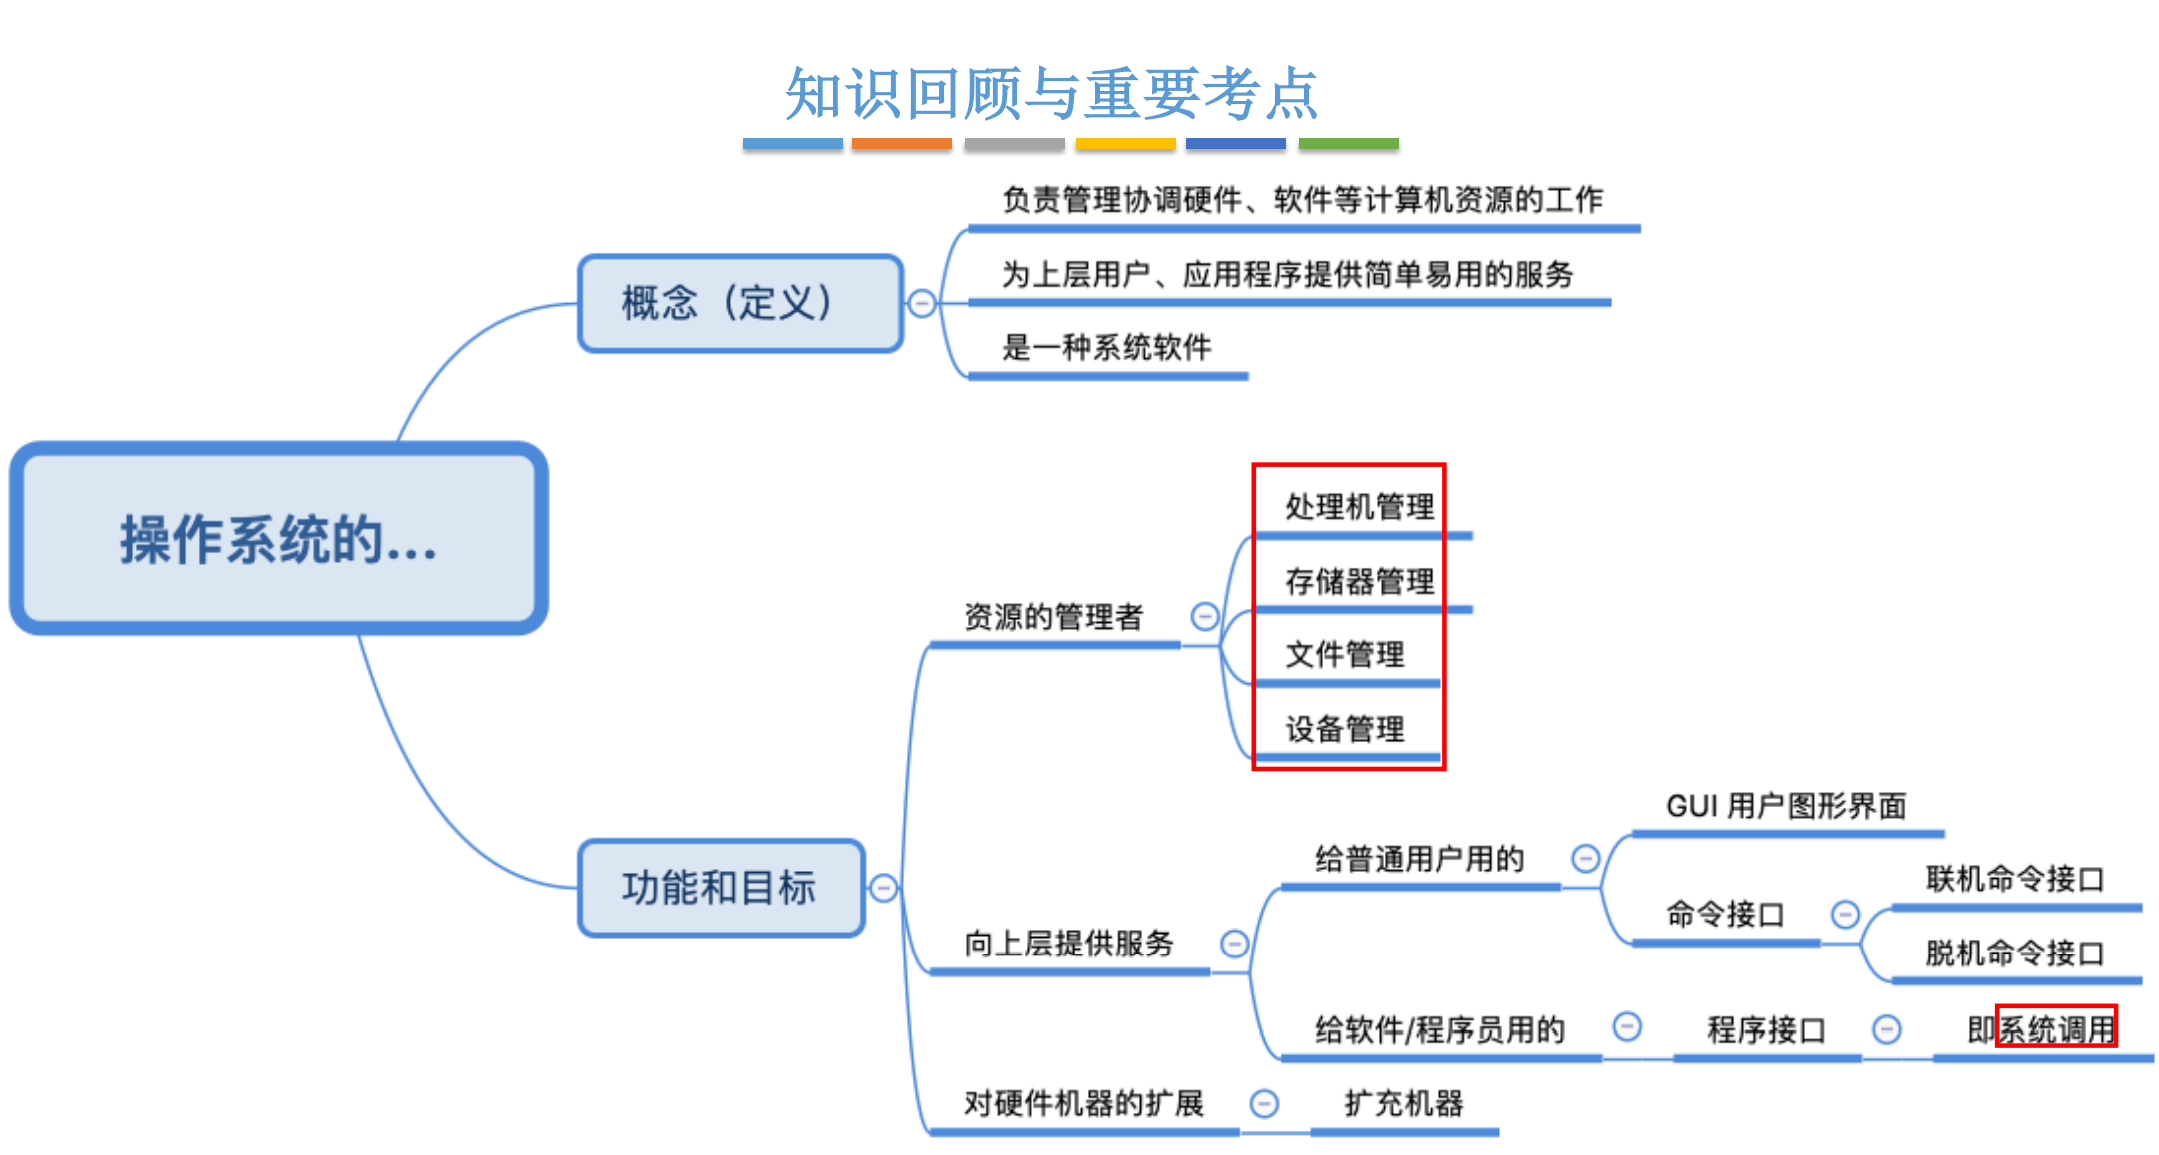 知识回顾与重要考点
操作系统的...
概念（定义）
负责管理协调硬件、软件等计算机资源的工作
为上层用户、应用程序提供简单易用的服务
是一种系统软件
功能和目标
资源的管理者
处理机管理
存储器管理
文件管理
设备管理
向上层提供服务
给普通用户用的
GUI 用户图形界面
命令接口
联机命令接口
脱机命令接口
给软件/程序员用的
程序接口
即系统调用
对硬件机器的扩展
扩充机器